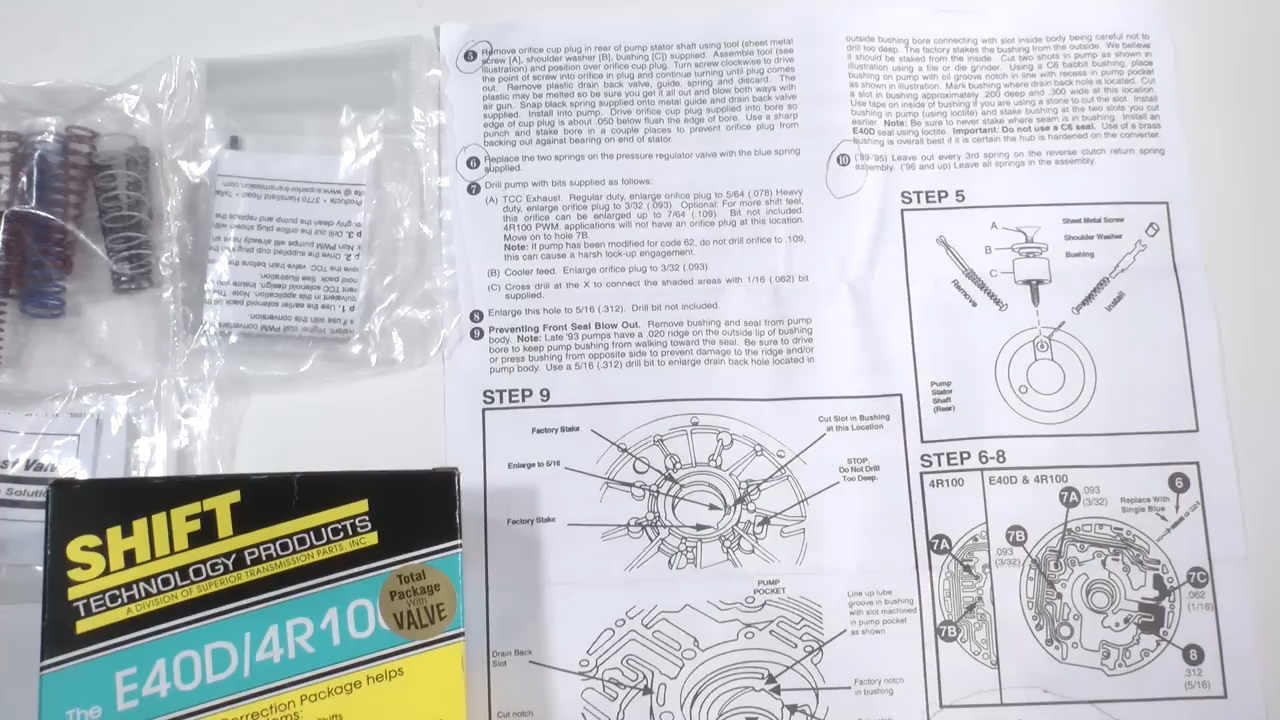 5 Remove orifice cup plug in rear of pump stator shaft using tool (sheet metal
screw [A], shoulder washer [B], bushing [C]) supplied. Assemble tool (see
illustration) and position over orifice cup plug. Turn screw clockwise to drive
the point of screw into orifice in plug and continue turning until plug comes
out. Remove plastic drain back valve, guide, spring and discard. The
plastic may be melted so be sure you get it all out and blow both ways with
air gun. Snap black spring supplied onto metal guide and drain back valve
supplied. Install into pump. Drive orifice cup plug supplied into bore so
edge of cup plug is about .050 below flush the edge of bore. Use a sharp
punch and stake bore in a couple places to prevent orifice plug from
backing out against bearing on end of stator.
6 Replace the two springs on the pressure regulator valve with the blue spring
supplied.
7 Drill pump with bits supplied as follows:
(A) TCC Exhaust. Regular duty, enlarge orifice plug to 5/64 (.078) Heavy
duty, enlarge orifice plug to 3/32 (.093). Optional: For more shift feel,
this orifice can be enlarged up to 7/64 (.109). Bit not included.
4R100 PWM. applications will not have an orifice plug at this location.
Move on to hole 7B.
Note: If pump has been modified for code 62, do not drill orifice to .109,
this can cause a harsh lock-up engagement.
(B) Cooler feed. Enlarge orifice plug to 3/32 (.093).
(C) Cross drill at the X to connect the shaded areas with 1/16 (.062) bit
supplied.
8 Enlarge this hole to 5/16 (.312). Drill bit not included.
9 Preventing Front Seal Blow Out. Remove bushing and seal from pump
body. Note: Late '93 pumps have a .020 ridge on the outside lip of bushing
bore to keep pump bushing from walking toward the seal. Be sure to drive
or press bushing from opposite side to prevent damage to the ridge and/or
pump body. Use a 5/16 (.312) drill bit to enlarge drain back hole located in
outside bushing bore connecting with slot inside body being careful not to
drill too deep. The factory stakes the bushing from the outside. We believe
it should be staked from the inside. Cut two shots in pump as shown in
illustration using a file or die grinder. Using a C6 babbit bushing, place
bushing on pump with oil groove notch in line with recess in pump pocket
as shown in illustration. Mark bushing where drain back hole is located. Cut
a slot in bushing approximately .200 deep and .300 wide at this location.
Use tape on inside of bushing if you are using a stone to cut the slot. Install
bushing in pump (using loctite) and stake bushing at the two slots you cut
earlier. Note: Be sure to never stake where seam is in bushing. Install an
E40D seal using loctite. Important: Do not use a C6 seal. Use of a brass
bushing is overall best if it is certain the hub is hardened on the converter.
10 ('89-'95) Leave out every 3rd spring on the reverse clutch return spring
assembly. ('96 and up) Leave all springs in the assembly.
STEP 5
A
B
C
Sheet Metal Screw
Shoulder Washer
Bushing
Remove
Install
Pump
Stator
Shaft
(Rear)
STEP 9
Factory Stake
Enlarge to 5/16
Factory Stake
Cut Slot in Bushing
at this Location
STOP.
Do Not Drill
Too Deep.
PUMP
POCKET
Line up lube
groove in bushing
with slot machined
in pump pocket
as shown
Drain Back
Slot
Factory notch
in bushing
Cut notch
STEP 6-8
4R100
E40D & 4R100
7A
7B
7A
.093
(3/32)
7B
.093
(3/32)
Replace With
Single Blue
6
7C
.062
(1/16)
8
.312
(5/16)
SHIFT
TECHNOLOGY PRODUCTS
A DIVISION OF SUPERIOR TRANSMISSION PARTS, INC.
Total
Package
With
VALVE
The E40D/4R10
rrection Package helps